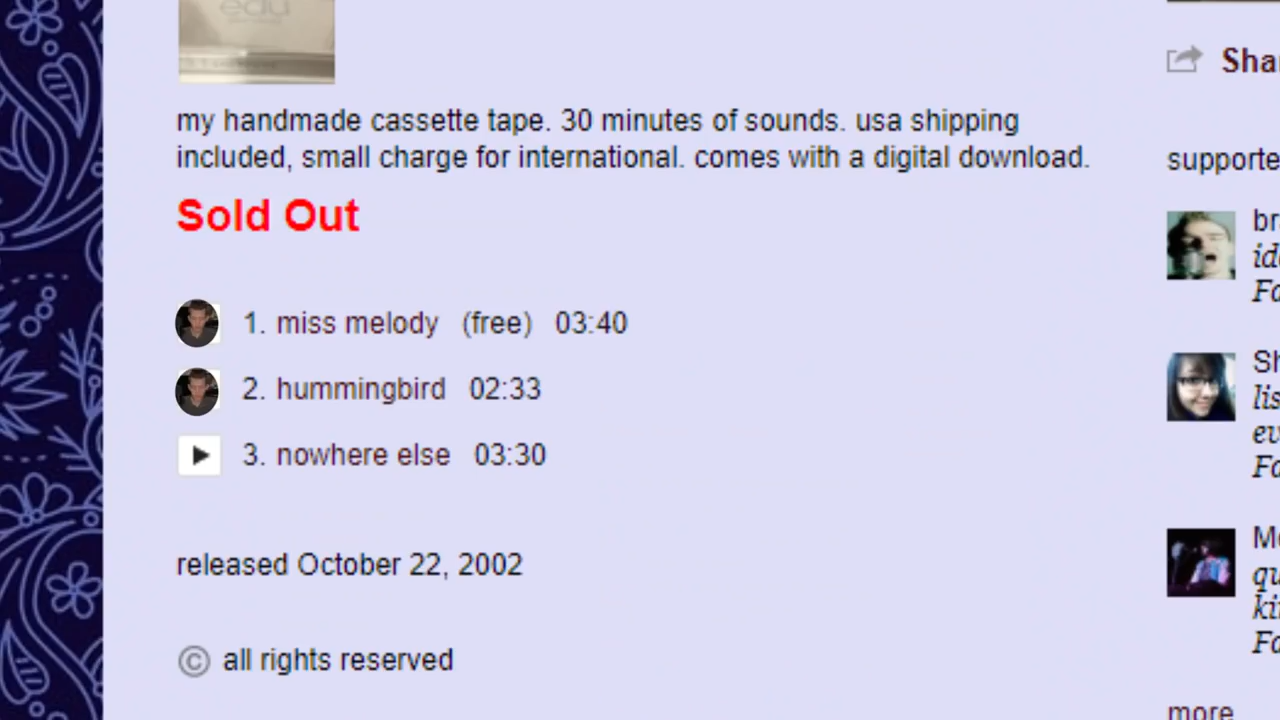 edu
my handmade cassette tape. 30 minutes of sounds. usa shipping
included, small charge for international. comes with a digital download.
Sold Out
1. miss melody (free) 03:40
2. hummingbird 02:33
3. nowhere else 03:30
released October 22, 2002
© all rights reserved
more